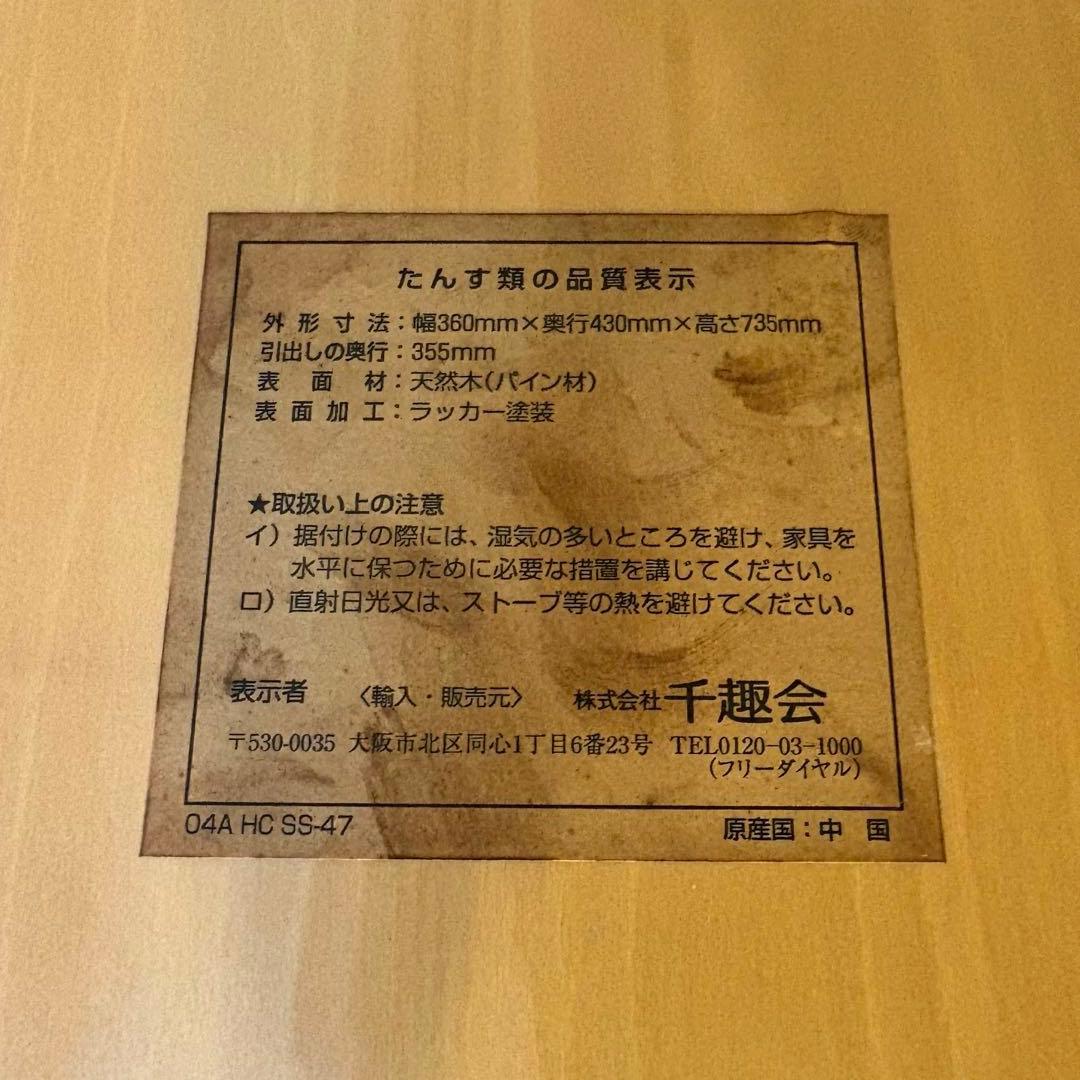 たんす類の品質表示
外形寸法：幅360mm×奥行430mm×高さ735mm
引出しの奥行：355mm
表面材：天然木(パイン材)
表面加工：ラッカー塗装
★取扱い上の注意
イ）据付けの際には、湿気の多いところを避け、家具を
水平に保つために必要な措置を講じてください。
ロ）直射日光又は、ストーブ等の熱を避けてください。
表示者 〈輸入・販売元〉 株式会社千趣会
〒530-0035 大阪市北区同心1丁目6番23号 TEL0120-03-1000
(フリーダイヤル)
04A HC SS-47 原産国：中国